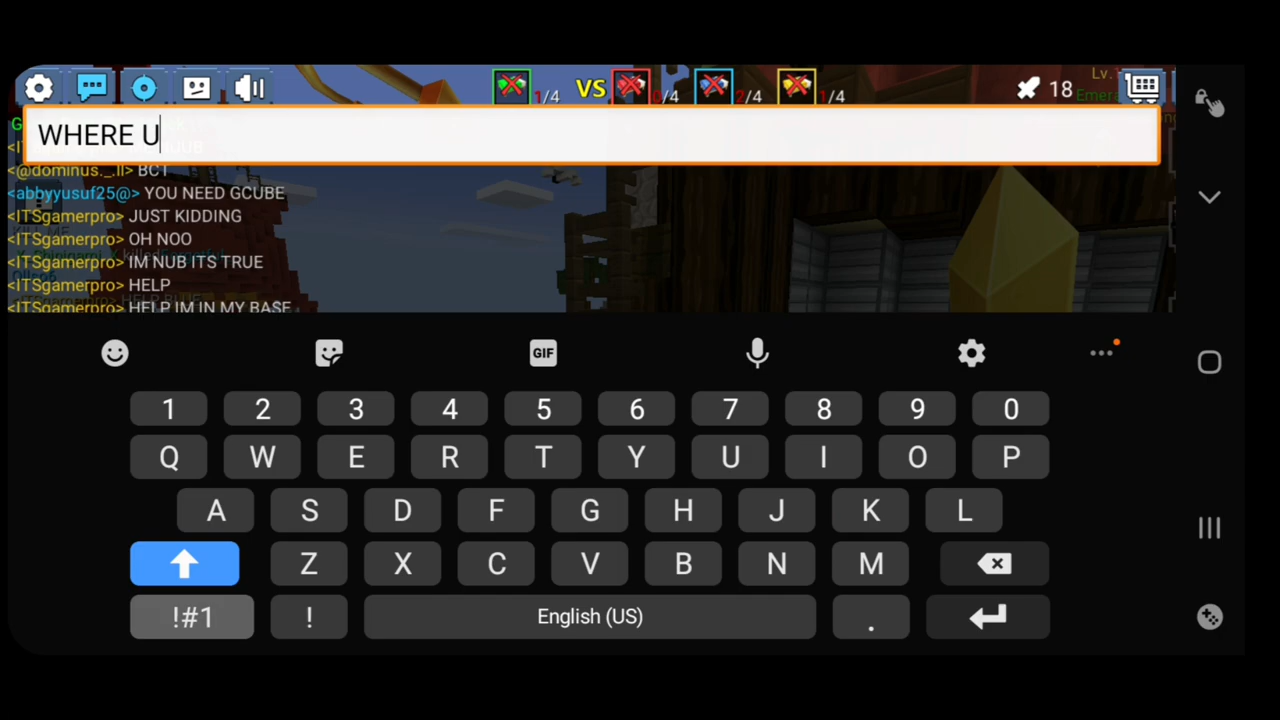 1/4 VS /4 2/4 1/4 18 Lv.
WHERE U
<@dominus._.ll> BCT
<abbyyusuf25@> YOU NEED GCUBE
<ITSgamerpro> JUST KIDDING
<ITSgamerpro> OH NOO
<ITSgamerpro> IM NUB ITS TRUE
<ITSgamerpro> HELP
<ITSgamerpro> HELP IM IN MY BASE
GIF
1 2 3 4 5 6 7 8 9 0
Q W E R T Y U I O P
A S D F G H J K L
Z X C V B N M
!#1 ! English (US) .